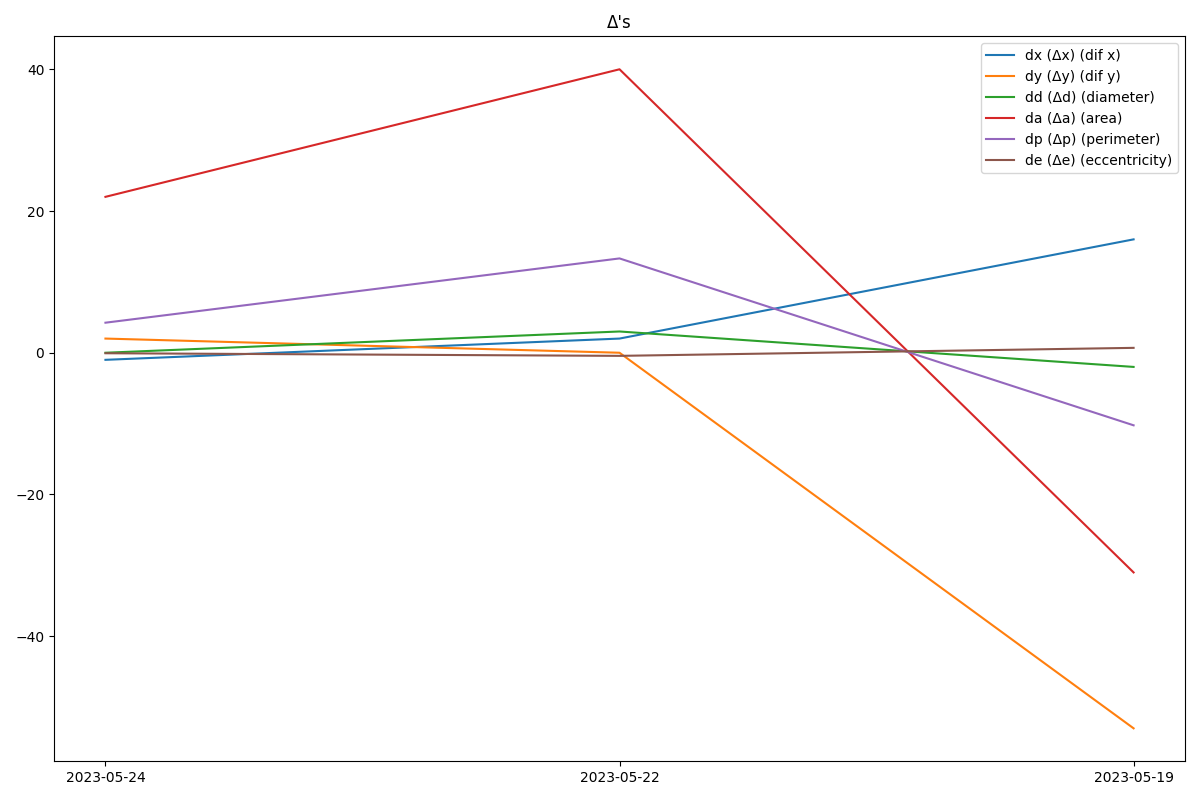 Δ's
dx (Δx) (dif x)
dy (Δy) (dif y)
dd (Δd) (diameter)
da (Δa) (area)
dp (Δp) (perimeter)
de (Δe) (eccentricity)
40
20
0
−20
−40
2023-05-24
2023-05-22
2023-05-19